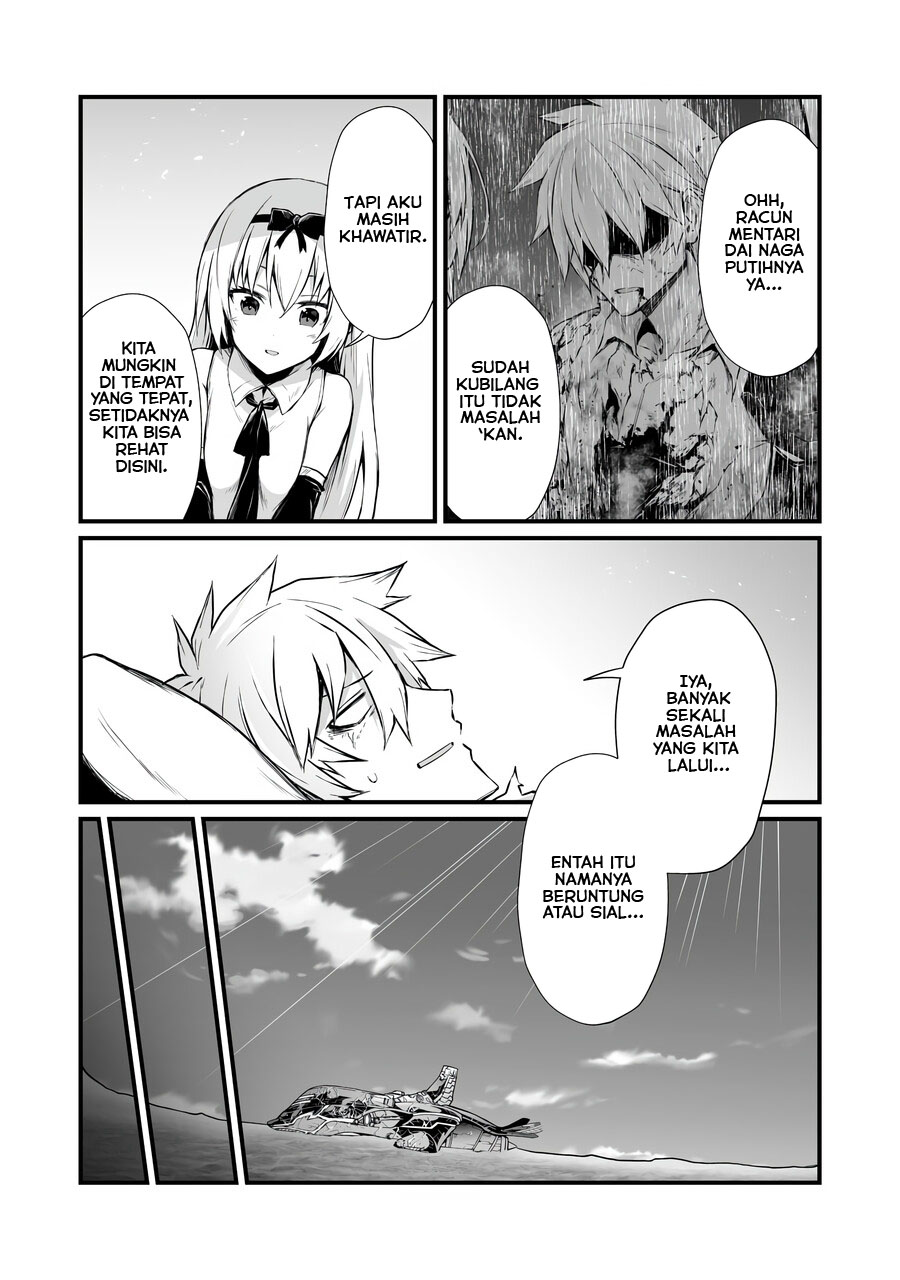 OHH,
RACUN
MENTARI
DAI NAGA
PUTIHNYA
YA...
SUDAH
KUBILANG
ITU TIDAK
MASALAH
'KAN.
TAPI AKU
MASIH
KHAWATIR.
KITA
MUNGKIN
DI TEMPAT
YANG TEPAT,
SETIDAKNYA
KITA BISA
REHAT
DISINI.
IYA,
BANYAK
SEKALI
MASALAH
YANG KITA
LALUI...
ENTAH ITU
NAMANYA
BERUNTUNG
ATAU SIAL...